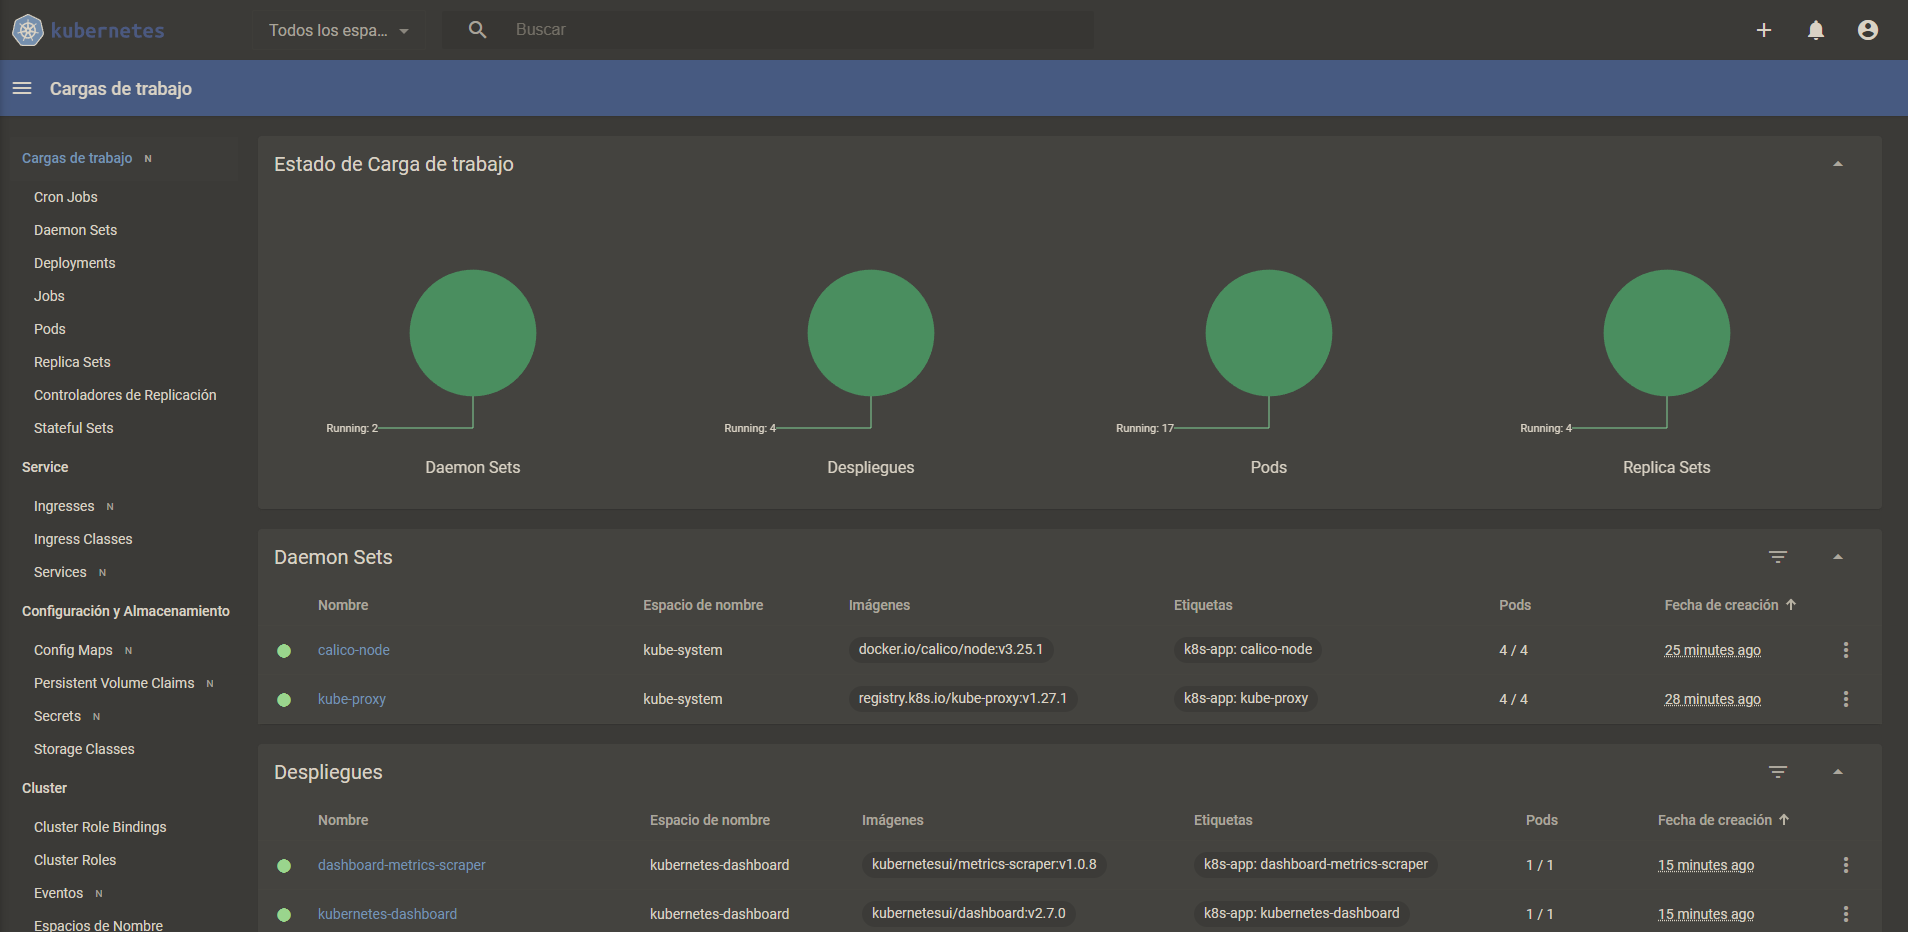 kubernetes
Todos los espa...
Buscar
Cargas de trabajo
Cargas de trabajo N
Cron Jobs
Daemon Sets
Deployments
Jobs
Pods
Replica Sets
Controladores de Replicación
Stateful Sets
Service
Ingresses N
Ingress Classes
Services N
Configuración y Almacenamiento
Config Maps N
Persistent Volume Claims N
Secrets N
Storage Classes
Cluster
Cluster Role Bindings
Cluster Roles
Eventos N
Espacios de Nombre
Estado de Carga de trabajo
Running: 2
Daemon Sets
Running: 4
Despliegues
Running: 17
Pods
Running: 4
Replica Sets
Daemon Sets
Nombre Espacio de nombre Imágenes Etiquetas Pods Fecha de creación
calico-node kube-system docker.io/calico/node:v3.25.1 k8s-app: calico-node 4 / 4 25 minutes ago
kube-proxy kube-system registry.k8s.io/kube-proxy:v1.27.1 k8s-app: kube-proxy 4 / 4 28 minutes ago
Despliegues
Nombre Espacio de nombre Imágenes Etiquetas Pods Fecha de creación
dashboard-metrics-scraper kubernetes-dashboard kubernetesui/metrics-scraper:v1.0.8 k8s-app: dashboard-metrics-scraper 1 / 1 15 minutes ago
kubernetes-dashboard kubernetes-dashboard kubernetesui/dashboard:v2.7.0 k8s-app: kubernetes-dashboard 1 / 1 15 minutes ago